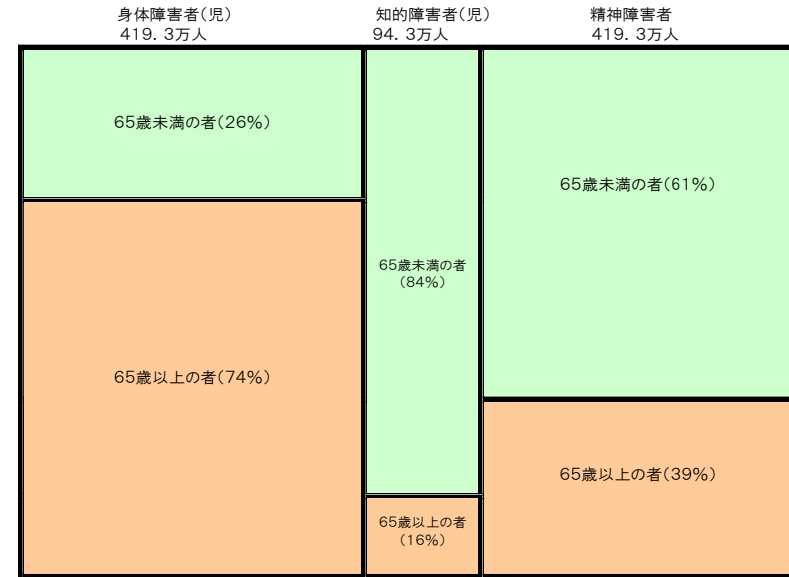 身体障害者(児)
419.3万人
知的障害者(児)
94.3万人
精神障害者
419.3万人
65歳未満の者(26%)
65歳以上の者(74%)
65歳未満の者
(84%)
65歳以上の者
(16%)
65歳未満の者(61%)
65歳以上の者(39%)